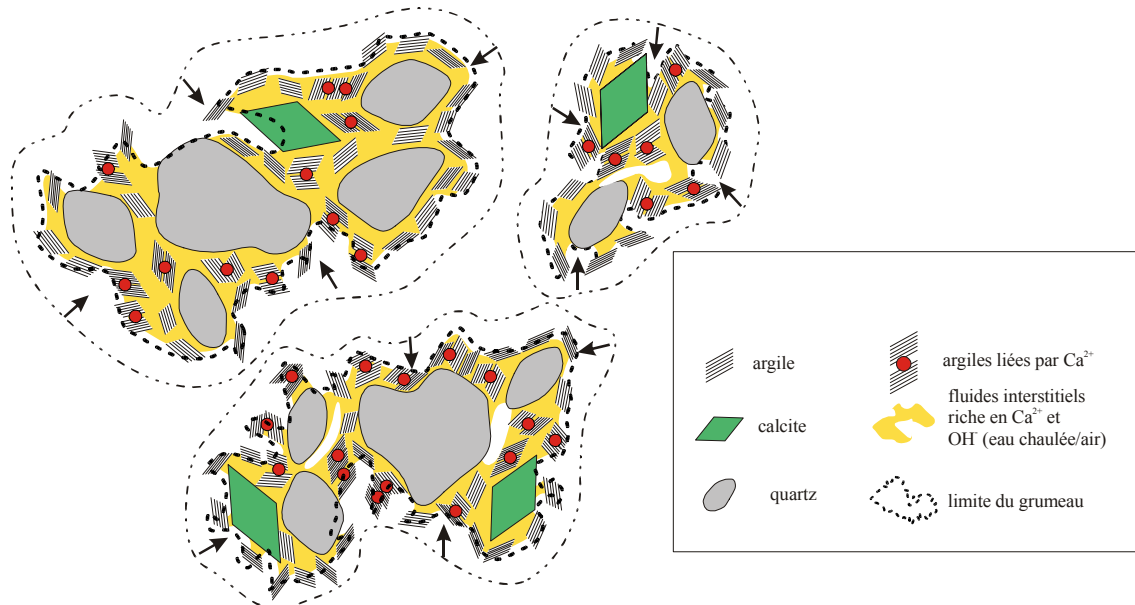 argile
argiles liées par Ca²⁺
fluides interstitiels
riche en Ca²⁺ et
OH⁻ (eau chaulée/air)
calcite
quartz
limite du grumeau